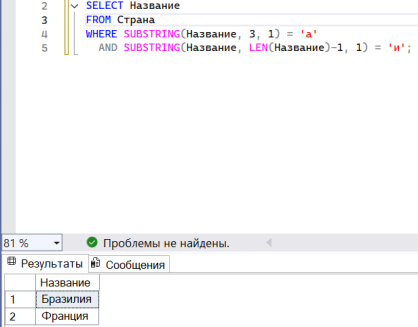 2 SELECT Название
3 FROM Страна
4 WHERE SUBSTRING(Название, 3, 1) = 'а'
5 AND SUBSTRING(Название, LEN(Название)-1, 1) = 'и';
81 % Проблемы не найдены.
Результаты Сообщения
Название
1 Бразилия
2 Франция